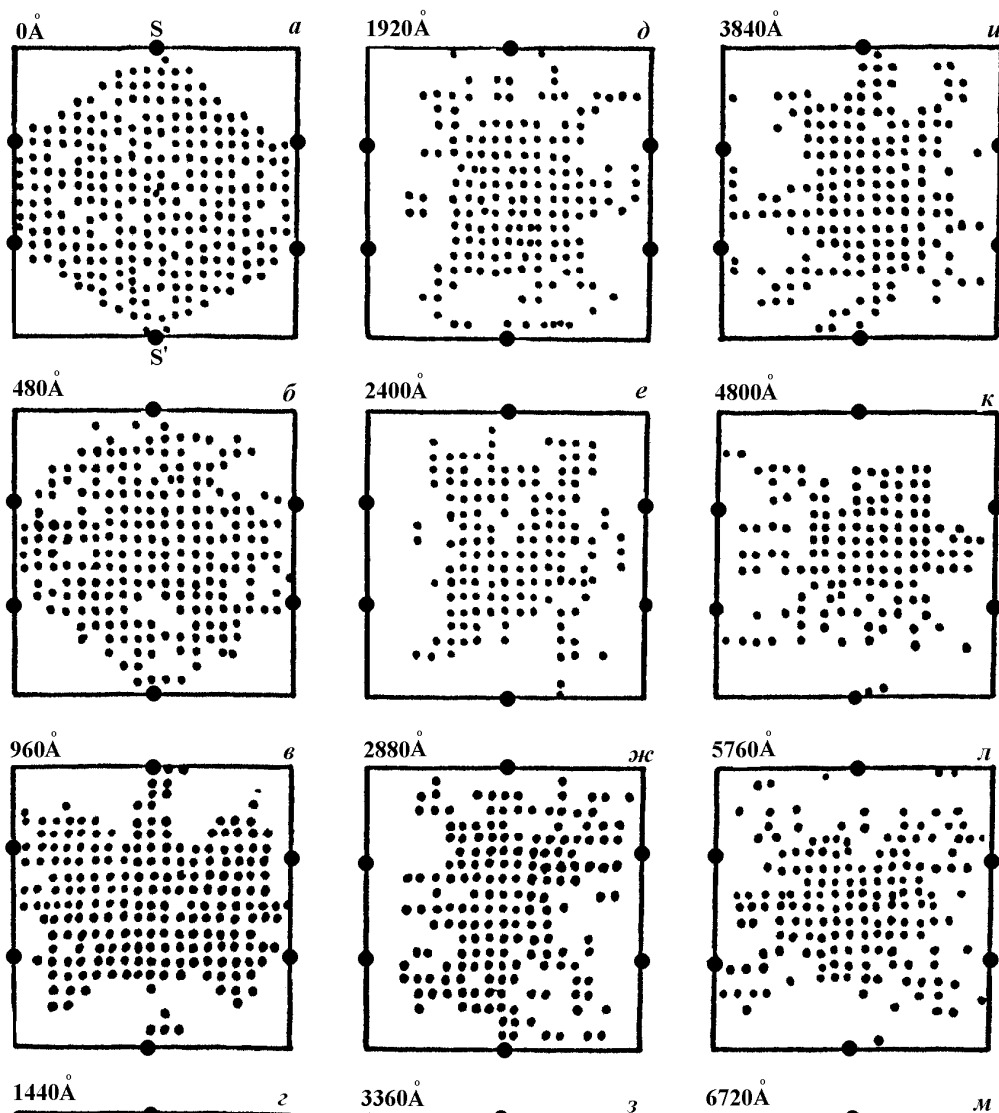 0Å S а 1920Å д 3840Å и
S'
480Å б 2400Å е 4800Å к
960Å в 2880Å ж 5760Å л
1440Å г 3360Å з 6720Å м